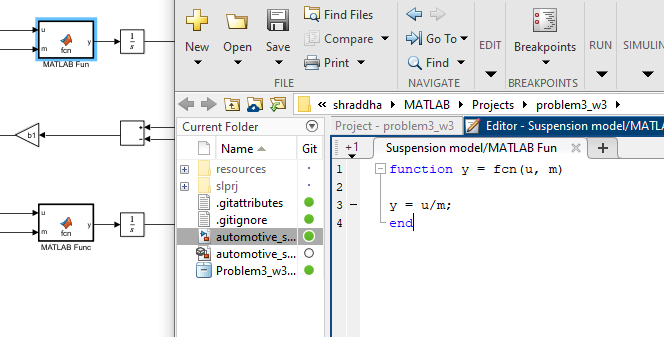 u
m
fcn
y
1
s
MATLAB Fun
b1
+
−
u
m
fcn
y
1
s
MATLAB Func
New
Open
Save
Find Files
Compare
Print
FILE
Go To
Find
NAVIGATE
EDIT
Breakpoints
BREAKPOINTS
RUN
SIMULIN
« shraddha ▸ MATLAB ▸ Projects ▸ problem3_w3 ▸
Current Folder
Name
Git
resources
slprj
.gitattributes
.gitignore
automotive_s...
automotive_s...
Problem3_w3...
Project - problem3_w3
Editor - Suspension model/MATLA
+1
Suspension model/MATLAB Fun
+
1 function y = fcn(u, m)
2
3 – y = u/m;
4 end